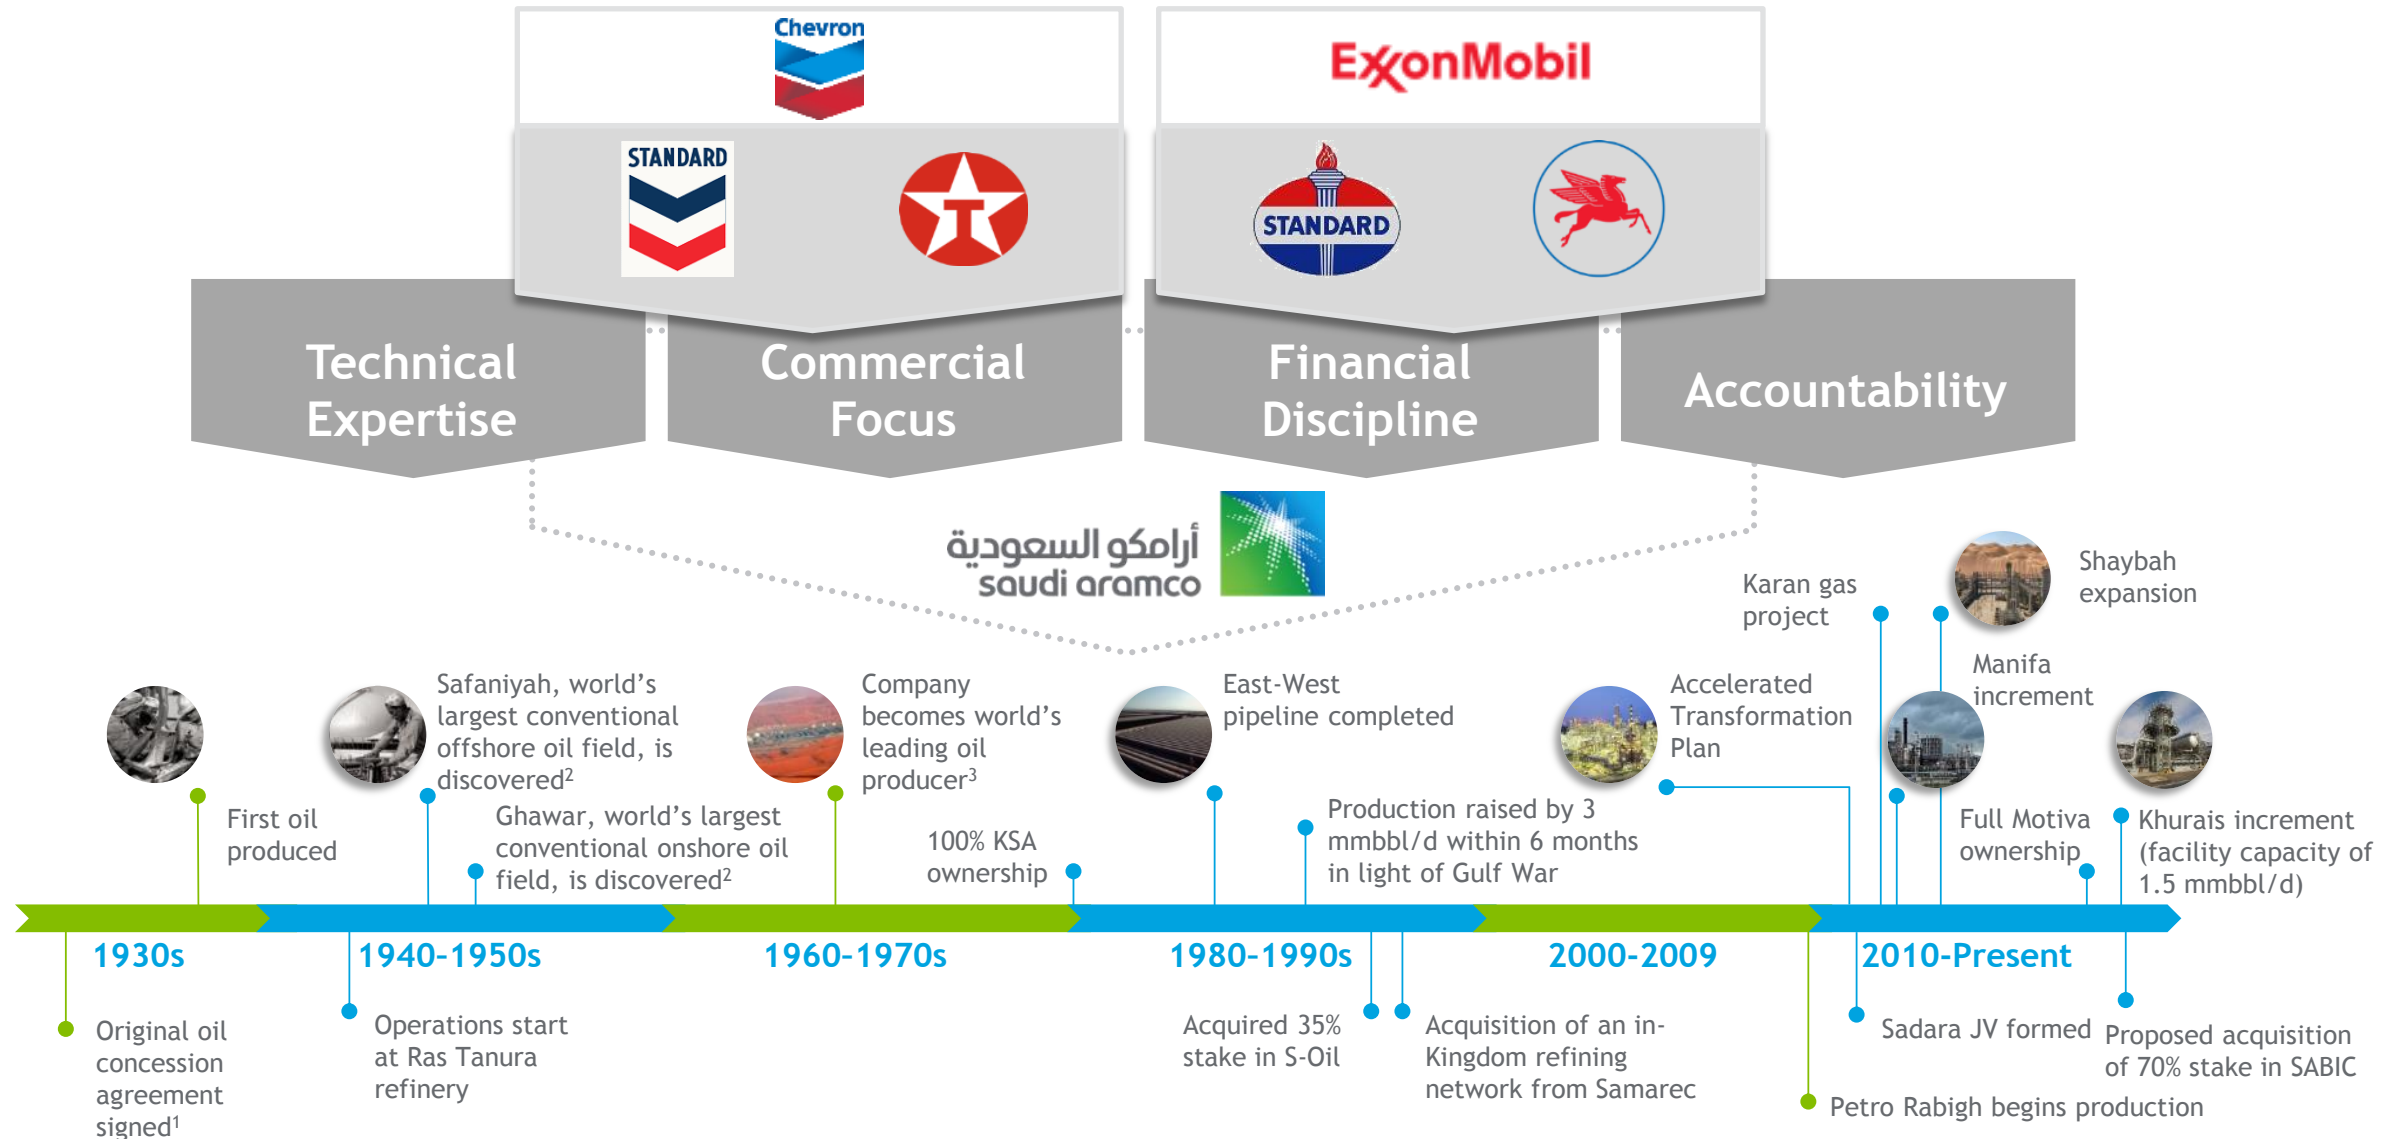 Chevron
ExxonMobil
STANDARD
T
STANDARD
Technical
Expertise
Commercial
Focus
Financial
Discipline
Accountability
أرامكو السعودية
saudi aramco
First oil
produced
Safaniyah, world's
largest conventional
offshore oil field, is
discovered2
Ghawar, world's largest
conventional onshore oil
field, is discovered2
Company
becomes world's
leading oil
producer3
100% KSA
ownership
East-West
pipeline completed
Production raised by 3
mmbbl/d within 6 months
in light of Gulf War
Accelerated
Transformation
Plan
Karan gas
project
Shaybah
expansion
Manifa
increment
Full Motiva
ownership
Khurais increment
(facility capacity of
1.5 mmbbl/d)
1930s
1940–1950s
1960–1970s
1980–1990s
2000-2009
2010-Present
Original oil
concession
agreement
signed1
Operations start
at Ras Tanura
refinery
Acquired 35%
stake in S-Oil
Acquisition of an in-
Kingdom refining
network from Samarec
Sadara JV formed
Proposed acquisition
of 70% stake in SABIC
Petro Rabigh begins production